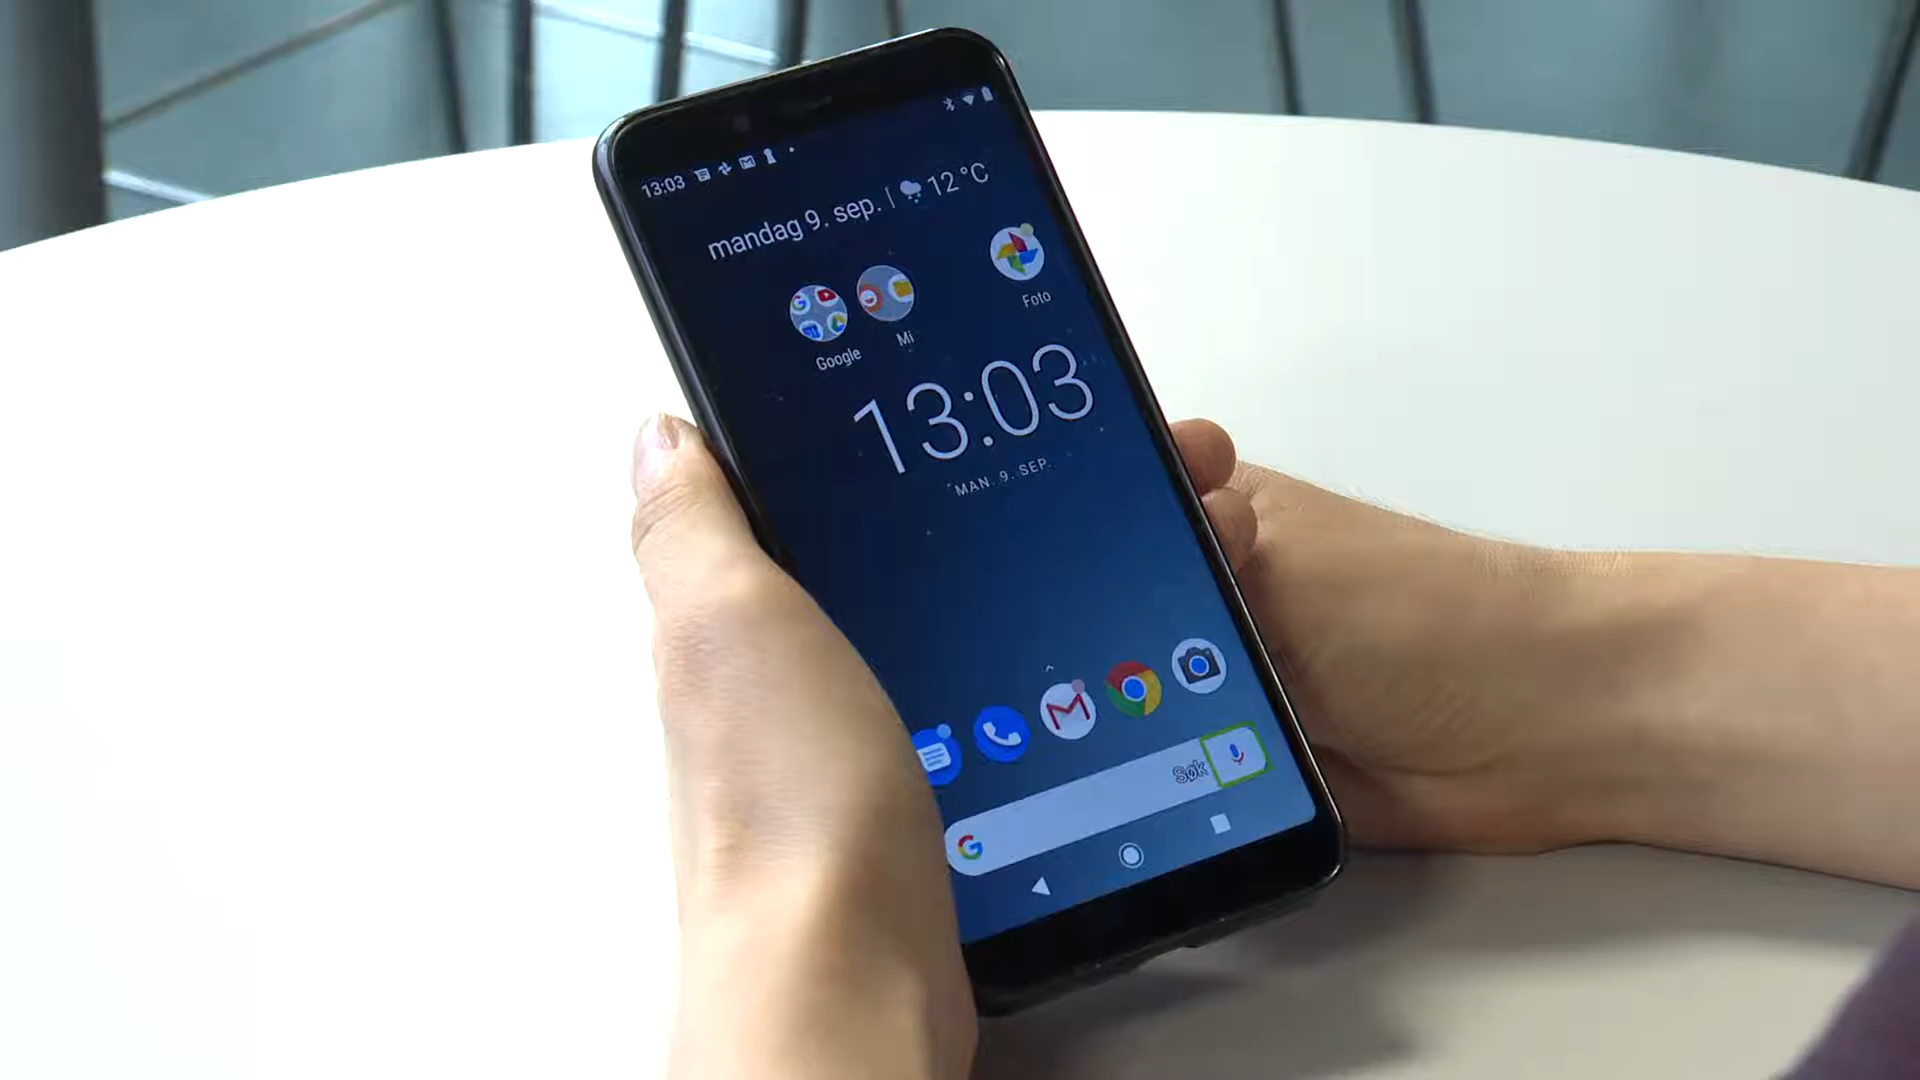 13:03
mandag 9. sep. | 12 °C
Google
Mi
Foto
13:03
MAN. 9. SEP.
Søk